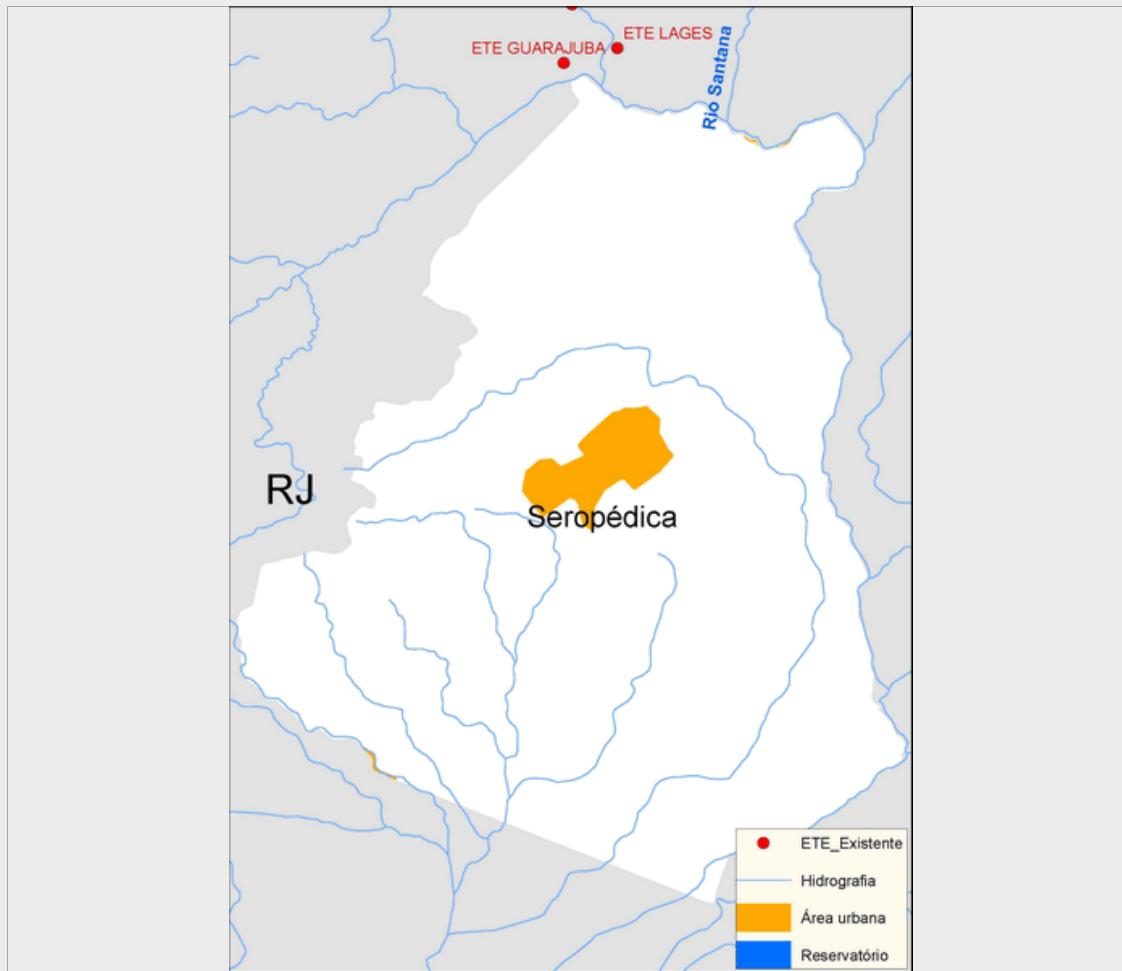 ETE LAGES
ETE GUARAJUBA
Rio Santana
RJ
Seropédica
ETE_Existente
Hidrografia
Área urbana
Reservatório